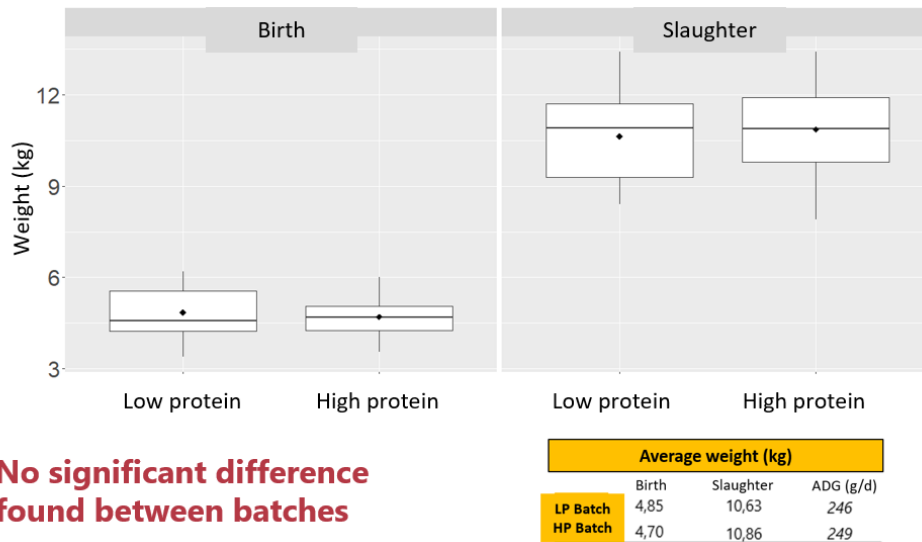 Birth
Slaughter
Weight (kg)
12
9
6
3
Low protein
High protein
Low protein
High protein
No significant difference
found between batches
Average weight (kg)
Birth Slaughter ADG (g/d)
LP Batch 4,85 10,63 246
HP Batch 4,70 10,86 249